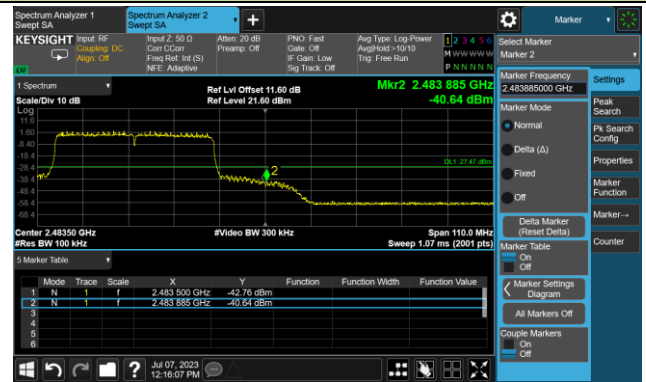 Spectrum Analyzer 1
Swept SA
Spectrum Analyzer 2
Swept SA
Marker
KEYSIGHT
Input: RF
Coupling: DC
Align: Off
Input Z: 50 Ω
Corr CCorr
Freq Ref: Int (S)
NFE: Adaptive
Atten: 20 dB
Preamp: Off
PNO: Fast
Gate: Off
IF Gain: Low
Sig Track: Off
Avg Type: Log-Power
Avg|Hold:>10/10
Trig: Free Run
1 2 3 4 5 6
M W W W W W
P N N N N N
Select Marker
Marker 2
1 Spectrum
Scale/Div 10 dB
Log
Ref Lvl Offset 11.60 dB
Ref Level 21.60 dBm
Mkr2 2.483 885 GHz
-40.64 dBm
11.6
1.60
-8.40
-18.4
-28.4
-38.4
-48.4
-58.4
-68.4
DL1 -27.47 dBm
2
Center 2.48350 GHz
#Res BW 100 kHz
#Video BW 300 kHz
Span 110.0 MHz
Sweep 1.07 ms (2001 pts)
5 Marker Table
Mode Trace Scale X Y Function Function Width Function Value
1 N 1 f 2.483 500 GHz -42.76 dBm
2 N 1 f 2.483 885 GHz -40.64 dBm
3
4
5
6
Marker Frequency
2.483885000 GHz
Marker Mode
Normal
Delta (Δ)
Fixed
Off
Delta Marker
(Reset Delta)
Marker Table
On
Off
Marker Settings
Diagram
All Markers Off
Couple Markers
On
Off
Settings
Peak
Search
Pk Search
Config
Properties
Marker
Function
Marker→
Counter
Jul 07, 2023
12:16:07 PM